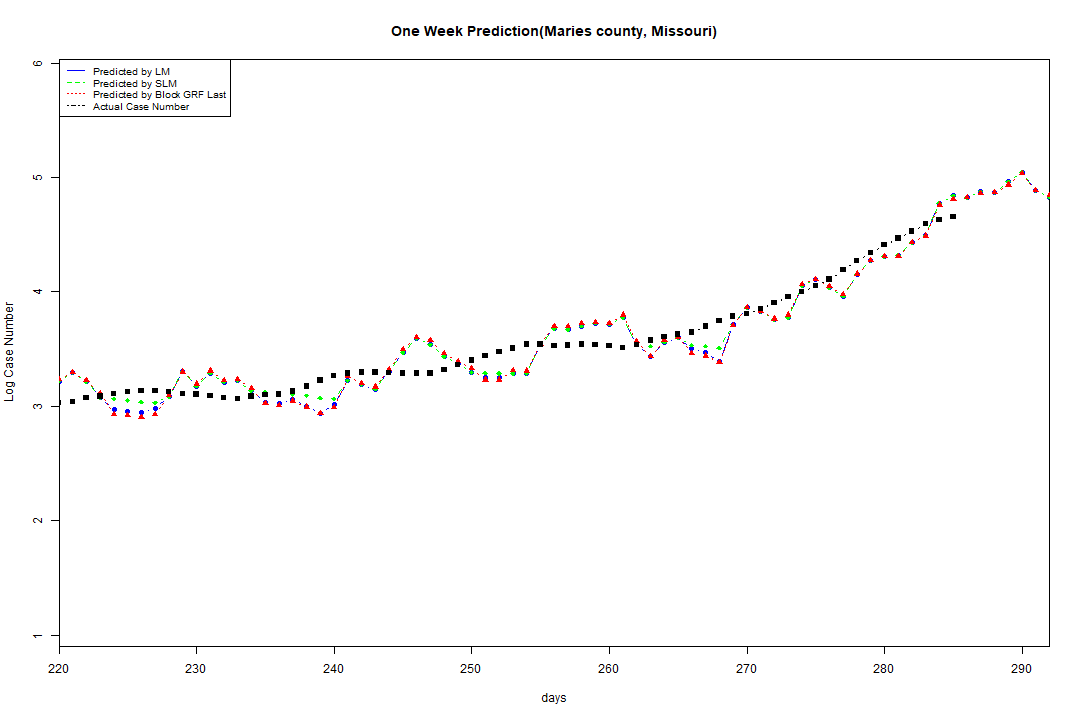 One Week Prediction(Maries county, Missouri)
Predicted by LM
Predicted by SLM
Predicted by Block GRF Last
Actual Case Number
6
5
4
3
2
1
Log Case Number
220 230 240 250 260 270 280 290
days